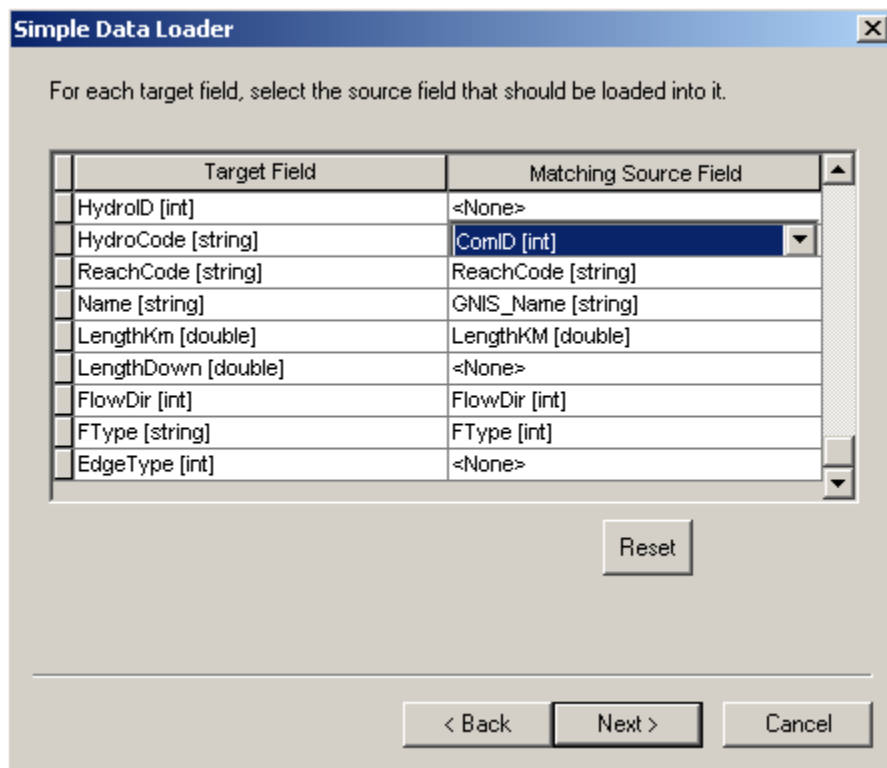 Simple Data Loader
For each target field, select the source field that should be loaded into it.
Target Field Matching Source Field
HydroID [int] <None>
HydroCode [string] ComID [int]
ReachCode [string] ReachCode [string]
Name [string] GNIS_Name [string]
LengthKm [double] LengthKM [double]
LengthDown [double] <None>
FlowDir [int] FlowDir [int]
FType [string] FType [int]
EdgeType [int] <None>
Reset
< Back Next > Cancel